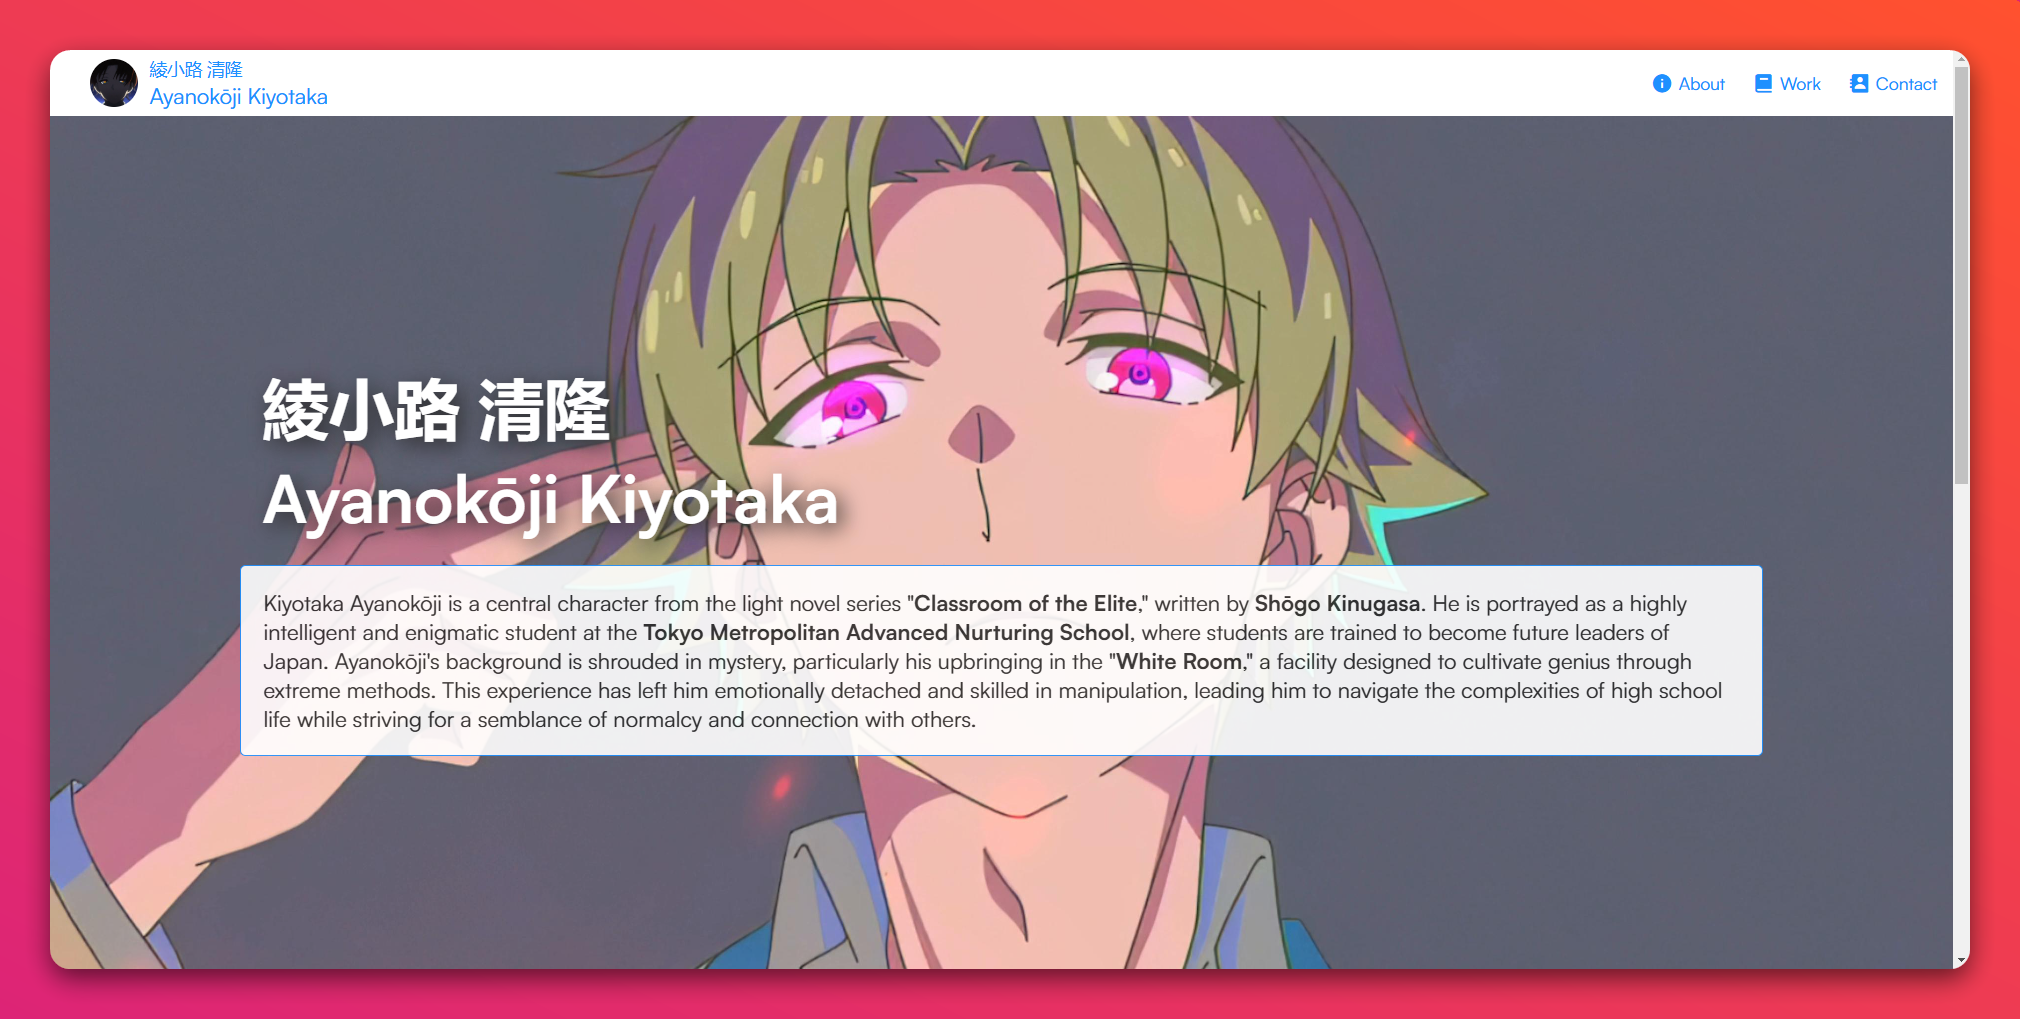 綾小路 清隆
Ayanokōji Kiyotaka
About Work Contact
綾小路 清隆
Ayanokōji Kiyotaka
Kiyotaka Ayanokōji is a central character from the light novel series "Classroom of the Elite," written by Shōgo Kinugasa. He is portrayed as a highly
intelligent and enigmatic student at the Tokyo Metropolitan Advanced Nurturing School, where students are trained to become future leaders of
Japan. Ayanokōji's background is shrouded in mystery, particularly his upbringing in the "White Room," a facility designed to cultivate genius through
extreme methods. This experience has left him emotionally detached and skilled in manipulation, leading him to navigate the complexities of high school
life while striving for a semblance of normalcy and connection with others.